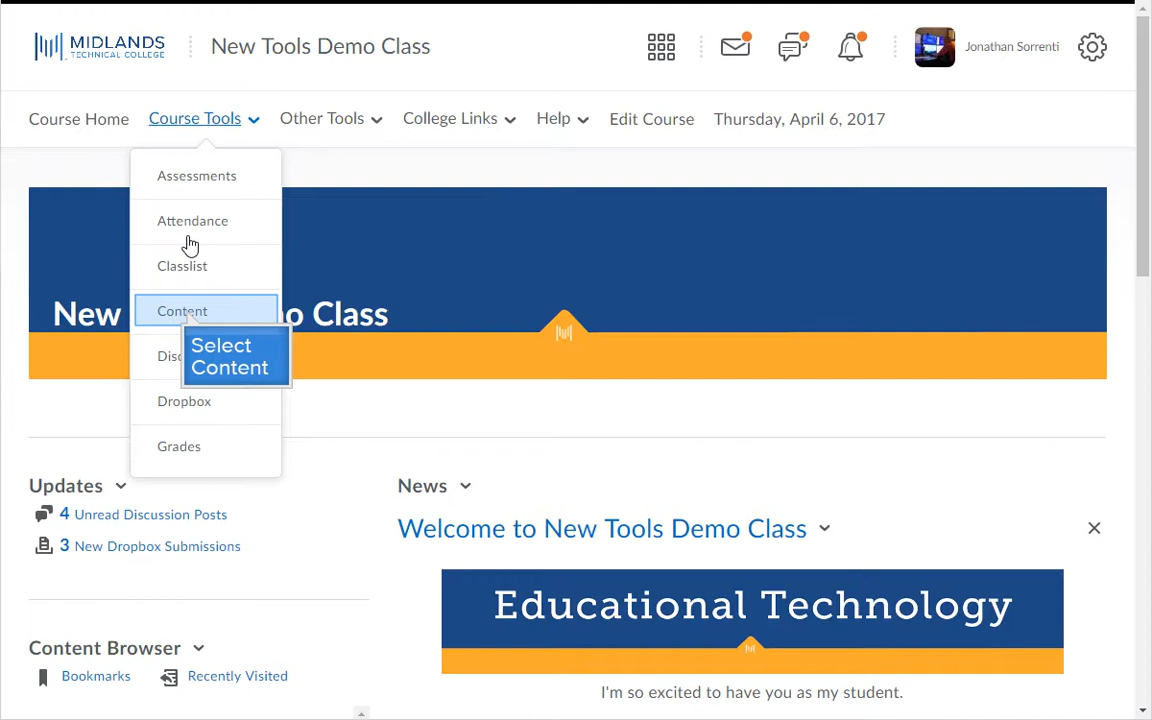 MIDLANDS
TECHNICAL COLLEGE
New Tools Demo Class
Jonathan Sorrenti
Course Home
Course Tools
Other Tools
College Links
Help
Edit Course
Thursday, April 6, 2017
Assessments
Attendance
Classlist
Content
Select
Content
Disc
Dropbox
Grades
New
o Class
Updates
4 Unread Discussion Posts
3 New Dropbox Submissions
Content Browser
Bookmarks
Recently Visited
News
Welcome to New Tools Demo Class
Educational Technology
I'm so excited to have you as my student.